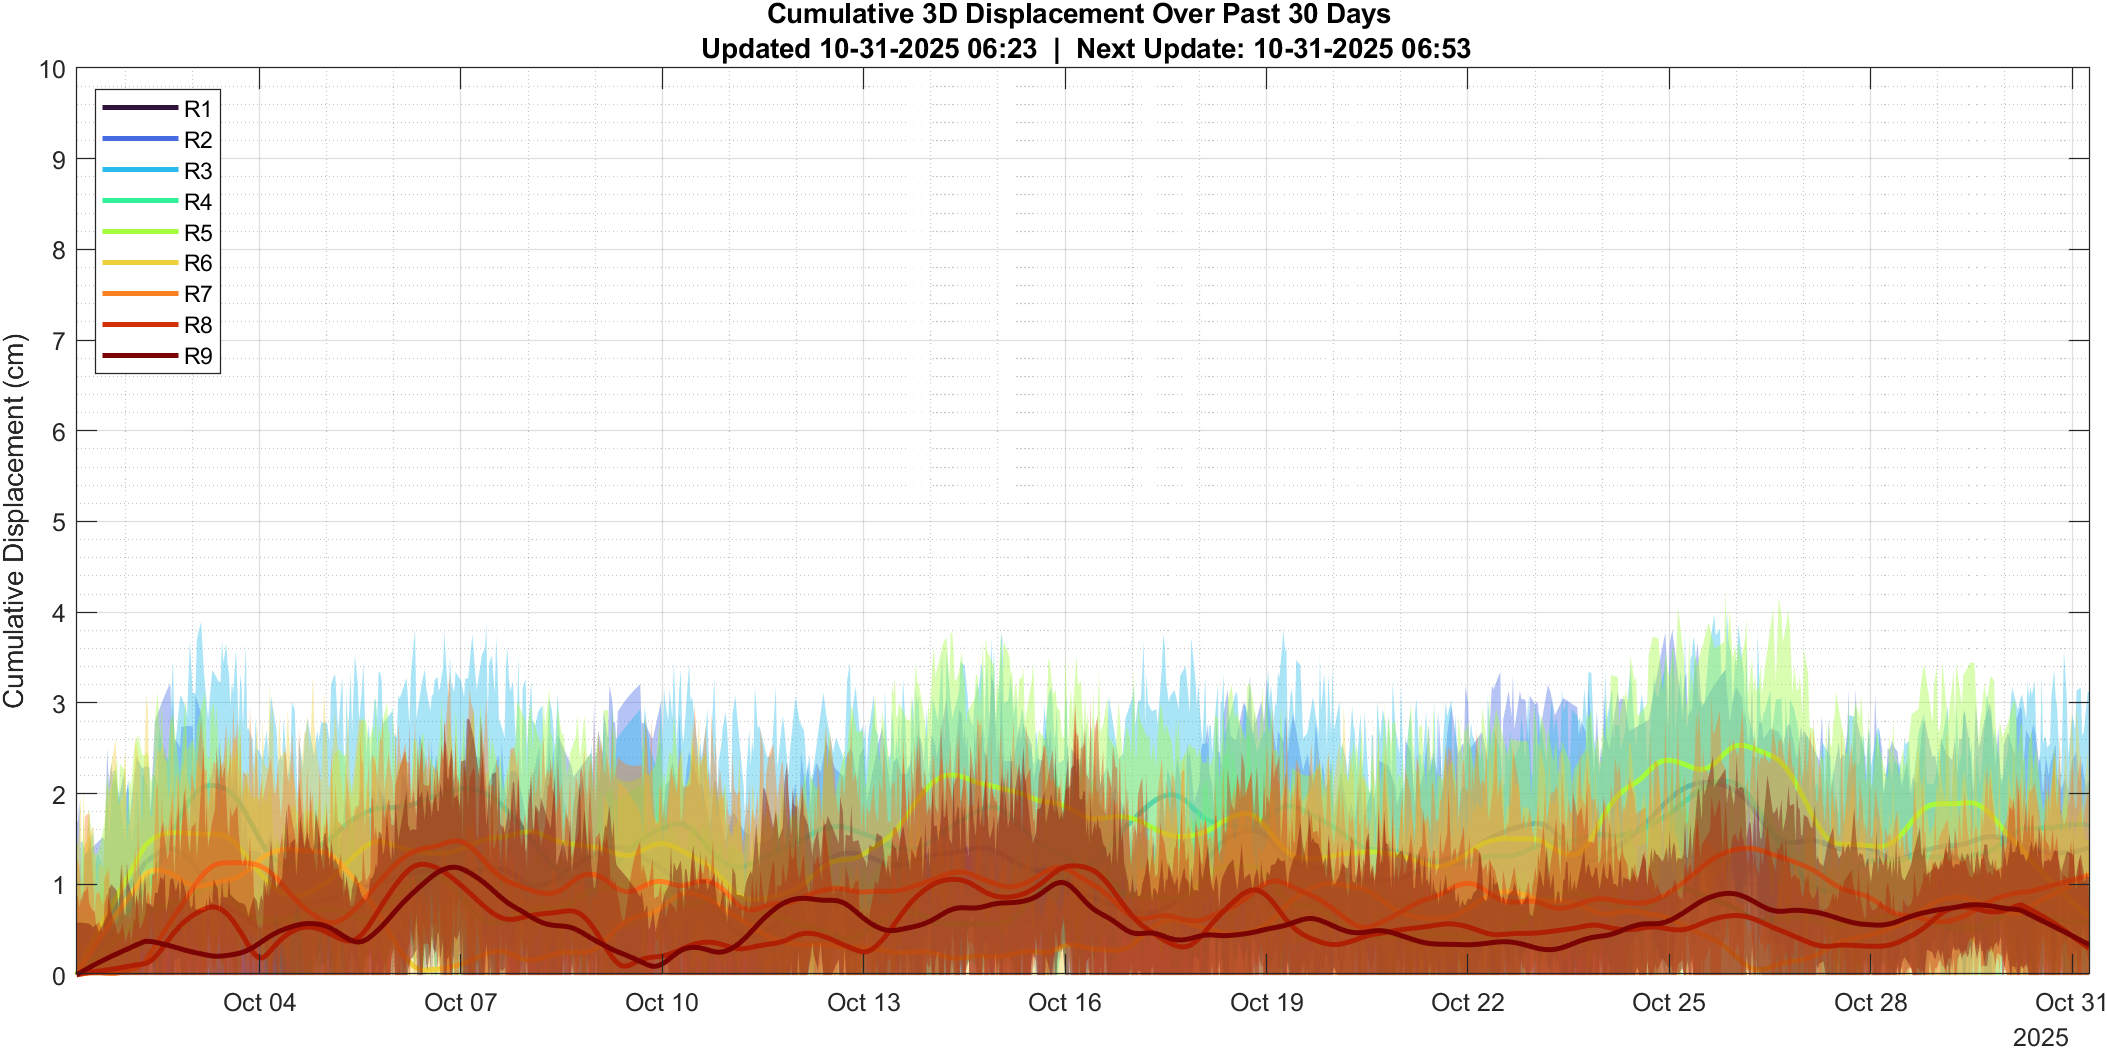 Cumulative 3D Displacement Over Past 30 Days
Updated 10-31-2025 06:23 | Next Update: 10-31-2025 06:53
10
9
8
7
6
5
4
3
2
1
0
Cumulative Displacement (cm)
R1
R2
R3
R4
R5
R6
R7
R8
R9
Oct 04 Oct 07 Oct 10 Oct 13 Oct 16 Oct 19 Oct 22 Oct 25 Oct 28 Oct 31
2025